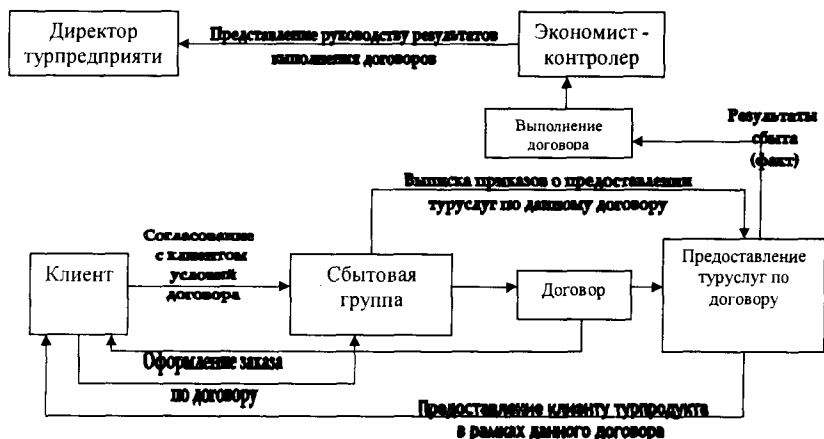 Директор
турпредприяти
Представление руководству результатов
выполнения договоров
Экономист -
контролер
Выполнение
договора
Результаты
сбыта
(факт)
Выписка приказов о предоставлении
туруслуг по данному договору
Согласование
с клиентом
условий
договора
Клиент
Сбытовая
группа
Договор
Предоставление
туруслуг по
договору
Оформление заказа
по договору
Предоставление клиенту турпродукта
в рамках данного договора